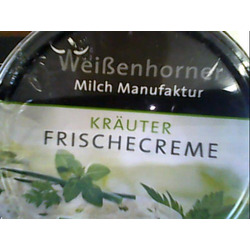 Weißenhorner
Milch Manufaktur
KRÄUTER
FRISCHECREME